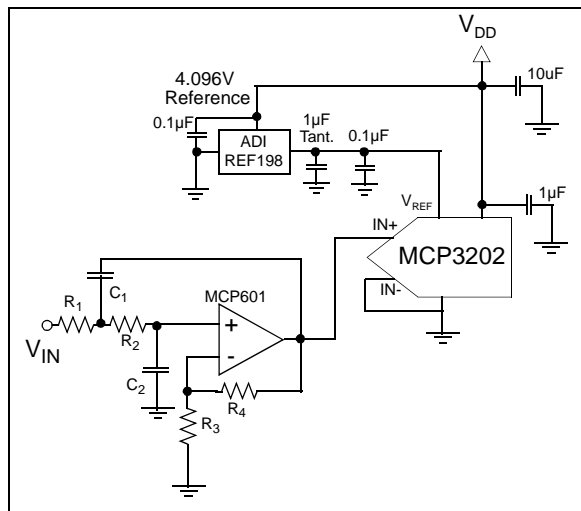 V_DD
10uF
4.096V
Reference
0.1µF
ADI
REF198
1µF
Tant.
0.1µF
V_REF
1µF
IN+
MCP3202
IN-
C_1
MCP601
R_1
R_2
V_IN
+
-
C_2
R_4
R_3